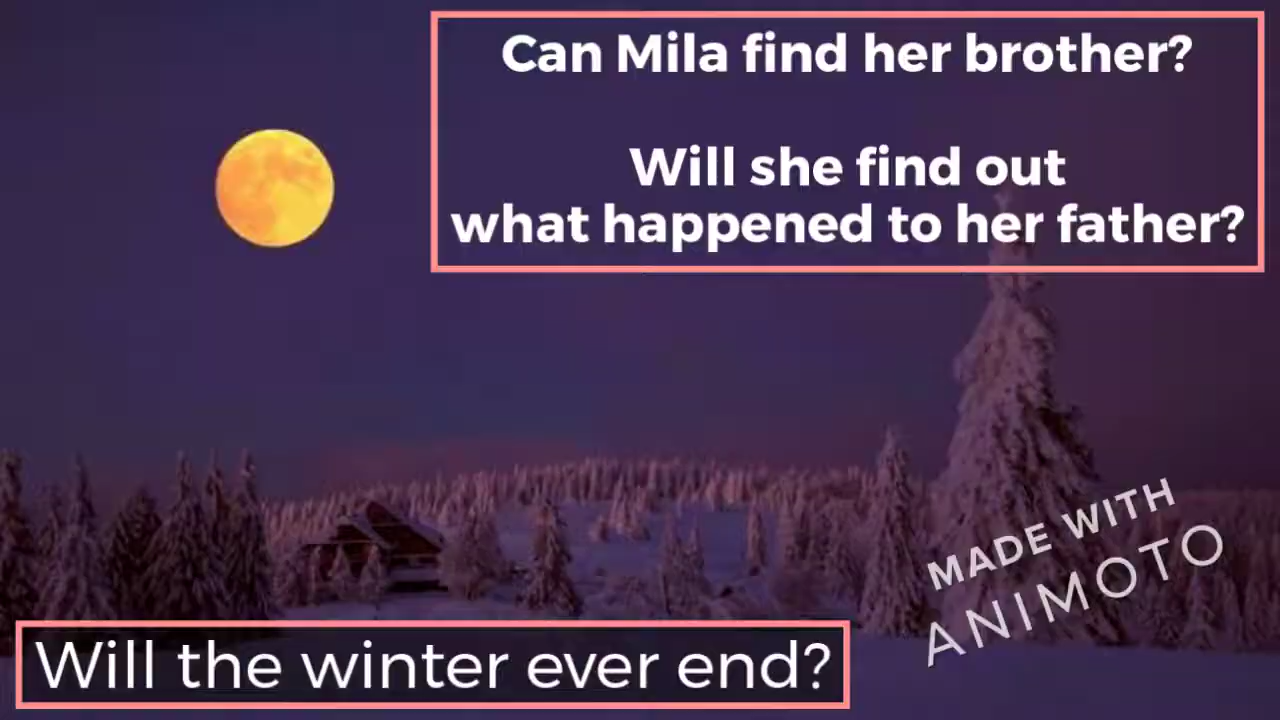 Can Mila find her brother?
Will she find out
what happened to her father?
MADE WITH
ANIMOTO
Will the winter ever end?